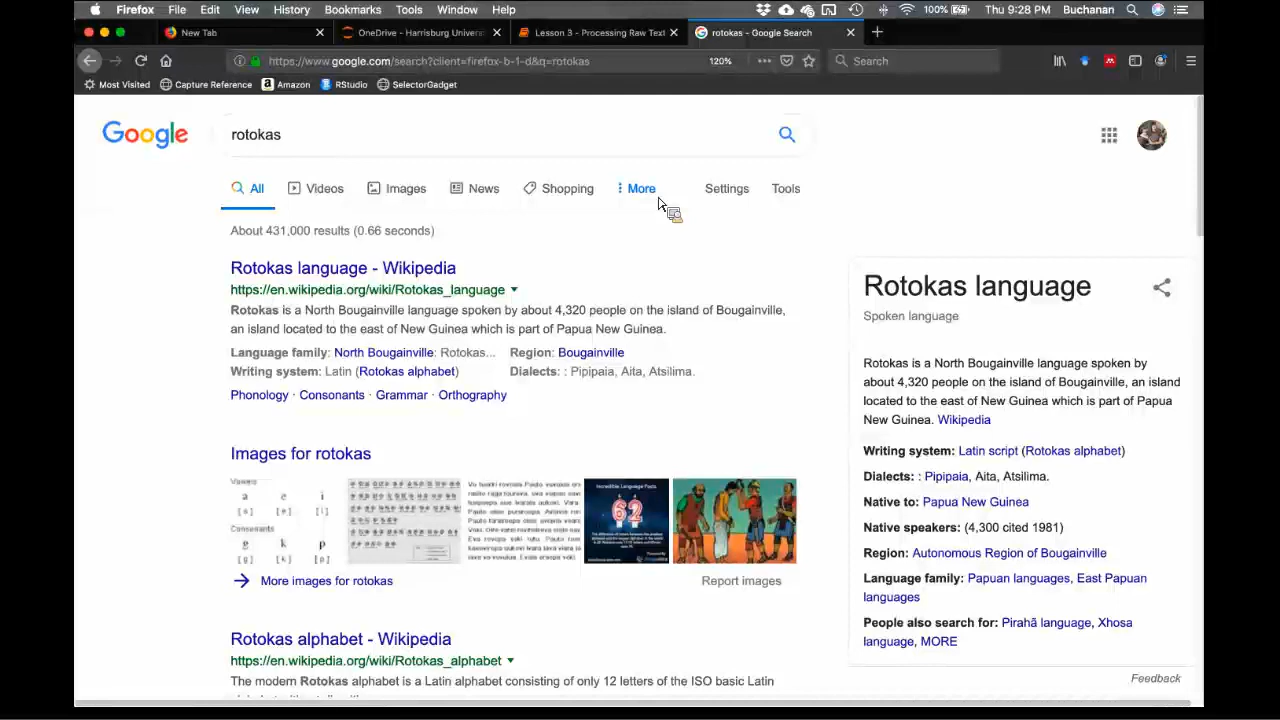 Firefox File Edit View History Bookmarks Tools Window Help 100% Thu 9:28 PM Buchanan
New Tab OneDrive - Harrisburg Univers Lesson 3 - Processing Raw Text rotokas - Google Search
https://www.google.com/search?client=firefox-b-1-d&q=rotokas 120% Search
Most Visited Capture Reference Amazon RStudio SelectorGadget
Google rotokas
All Videos Images News Shopping More Settings Tools
About 431,000 results (0.66 seconds)
Rotokas language - Wikipedia
https://en.wikipedia.org/wiki/Rotokas_language
Rotokas is a North Bougainville language spoken by about 4,320 people on the island of Bougainville,
an island located to the east of New Guinea which is part of Papua New Guinea.
Language family: North Bougainville: Rotokas... Region: Bougainville
Writing system: Latin (Rotokas alphabet) Dialects: : Pipipaia, Aita, Atsilima.
Phonology · Consonants · Grammar · Orthography
Images for rotokas
Vowels
a e i
[a] [e] [i]
Consonants
g k p
[g] [k] [p]
62
More images for rotokas Report images
Rotokas alphabet - Wikipedia
https://en.wikipedia.org/wiki/Rotokas_alphabet
The modern Rotokas alphabet is a Latin alphabet consisting of only 12 letters of the ISO basic Latin
Rotokas language
Spoken language
Rotokas is a North Bougainville language spoken by
about 4,320 people on the island of Bougainville, an island
located to the east of New Guinea which is part of Papua
New Guinea. Wikipedia
Writing system: Latin script (Rotokas alphabet)
Dialects: : Pipipaia, Aita, Atsilima.
Native to: Papua New Guinea
Native speakers: (4,300 cited 1981)
Region: Autonomous Region of Bougainville
Language family: Papuan languages, East Papuan
languages
People also search for: Pirahã language, Xhosa
language, MORE
Feedback